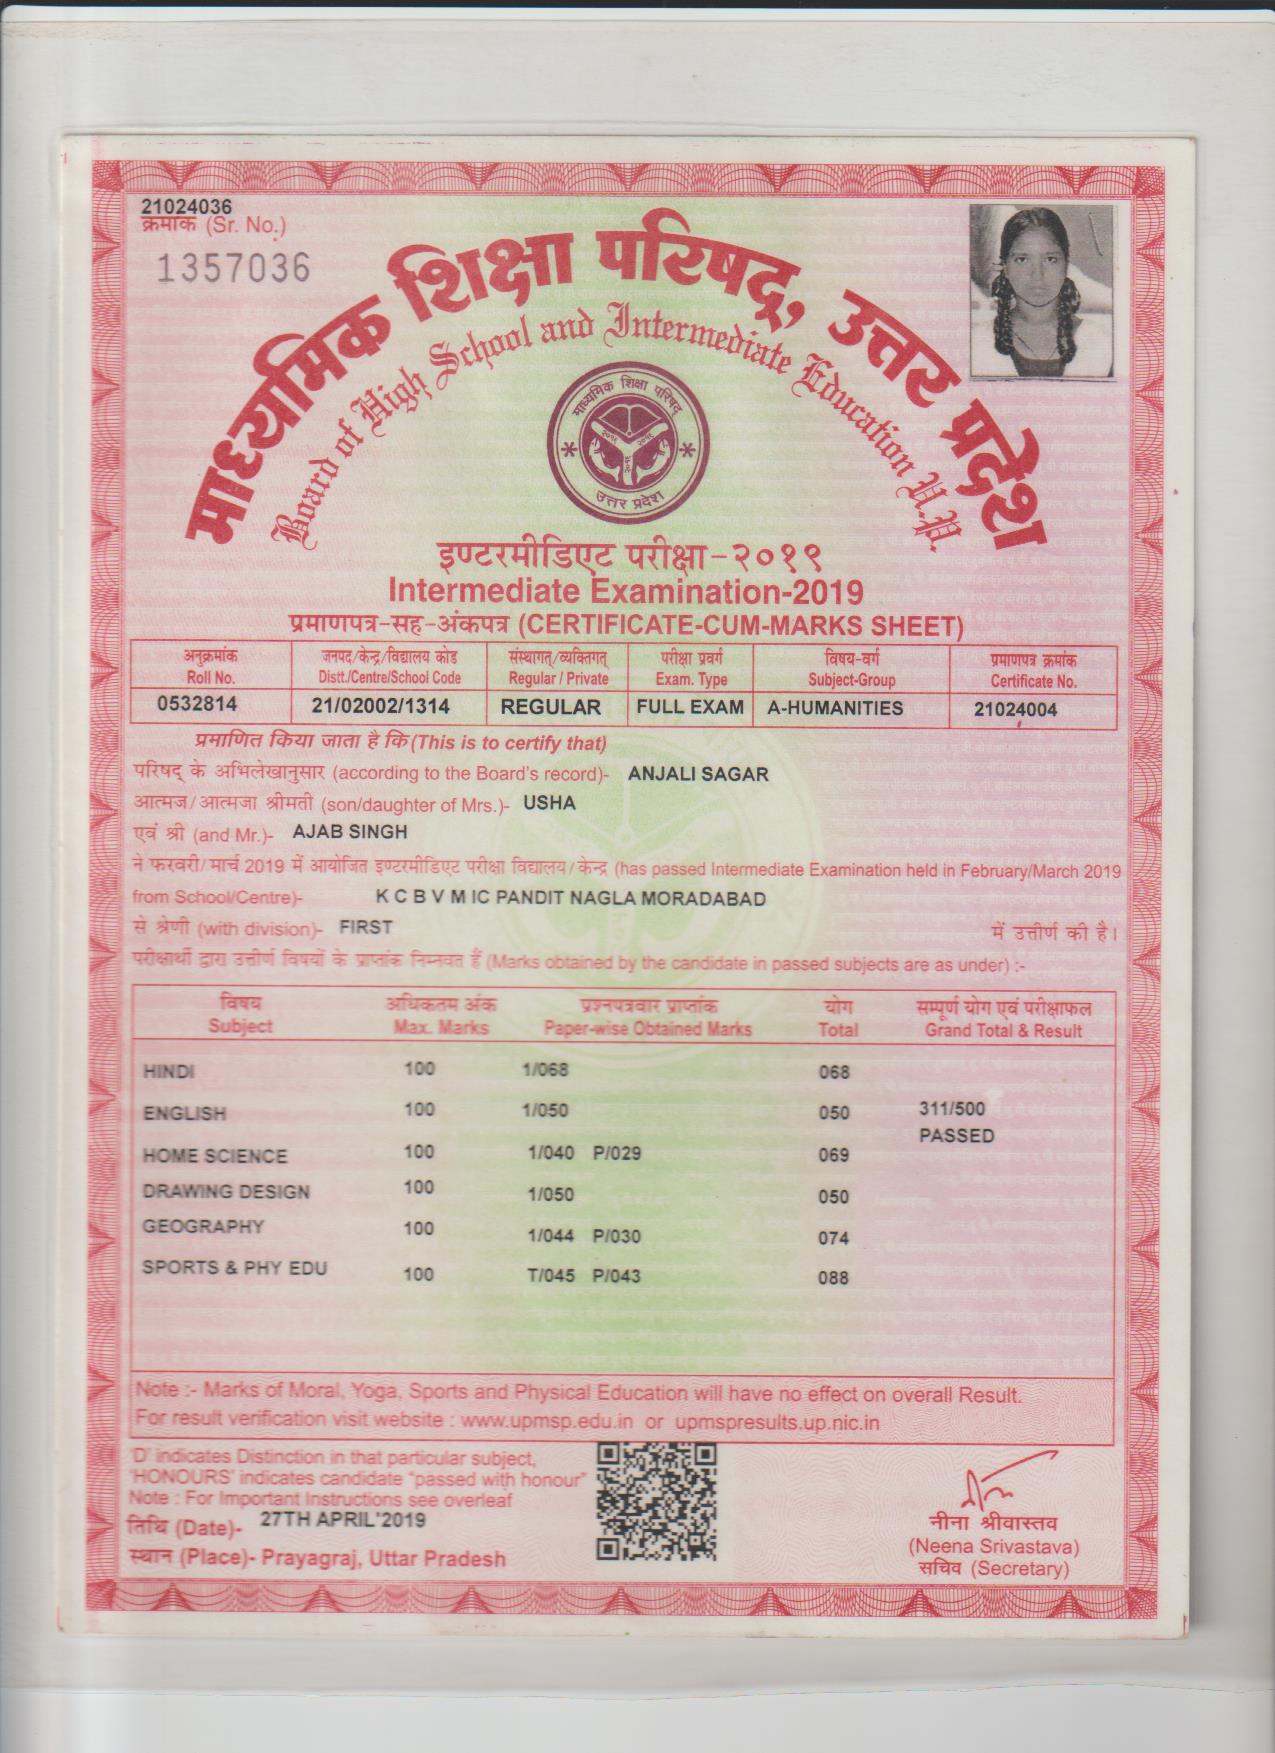 21024036
क्रमांक (Sr. No.)
1357036
माध्यमिक शिक्षा परिषद्, उत्तर प्रदेश
Board of High School and Intermediate Education U.P.
माध्यमिक शिक्षा परिषद्
उत्तर प्रदेश
इण्टरमीडिएट परीक्षा-२०१९
Intermediate Examination-2019
प्रमाणपत्र-सह-अंकपत्र (CERTIFICATE-CUM-MARKS SHEET)
अनुक्रमांक जनपद/केन्द्र/विद्यालय कोड संस्थागत/व्यक्तिगत परीक्षा प्रवर्ग विषय-वर्ग प्रमाणपत्र क्रमांक
Roll No. Distt./Centre/School Code Regular / Private Exam. Type Subject-Group Certificate No.
0532814 21/02002/1314 REGULAR FULL EXAM A-HUMANITIES 21024004
प्रमाणित किया जाता है कि (This is to certify that)
परिषद् के अभिलेखानुसार (according to the Board's record)- ANJALI SAGAR
आत्मज/आत्मजा श्रीमती (son/daughter of Mrs.)- USHA
एवं श्री (and Mr.)- AJAB SINGH
ने फरवरी/मार्च 2019 में आयोजित इण्टरमीडिएट परीक्षा विद्यालय/केन्द्र (has passed Intermediate Examination held in February/March 2019
from School/Centre)- K C B V M IC PANDIT NAGLA MORADABAD
से श्रेणी (with division)- FIRST में उत्तीर्ण की है।
परीक्षार्थी द्वारा उत्तीर्ण विषयों के प्राप्तांक निम्नवत हैं (Marks obtained by the candidate in passed subjects are as under) :-
विषय अधिकतम अंक प्रश्नपत्रवार प्राप्तांक योग सम्पूर्ण योग एवं परीक्षाफल
Subject Max. Marks Paper-wise Obtained Marks Total Grand Total & Result
HINDI 100 1/068 068
ENGLISH 100 1/050 050 311/500
PASSED
HOME SCIENCE 100 1/040 P/029 069
DRAWING DESIGN 100 1/050 050
GEOGRAPHY 100 1/044 P/030 074
SPORTS & PHY EDU 100 T/045 P/043 088
Note :- Marks of Moral, Yoga, Sports and Physical Education will have no effect on overall Result.
For result verification visit website : www.upmsp.edu.in or upmspresults.up.nic.in
'D' indicates Distinction in that particular subject,
'HONOURS' indicates candidate "passed with honour"
Note : For Important Instructions see overleaf
तिथि (Date)- 27TH APRIL'2019
स्थान (Place)- Prayagraj, Uttar Pradesh
नीना श्रीवास्तव
(Neena Srivastava)
सचिव (Secretary)